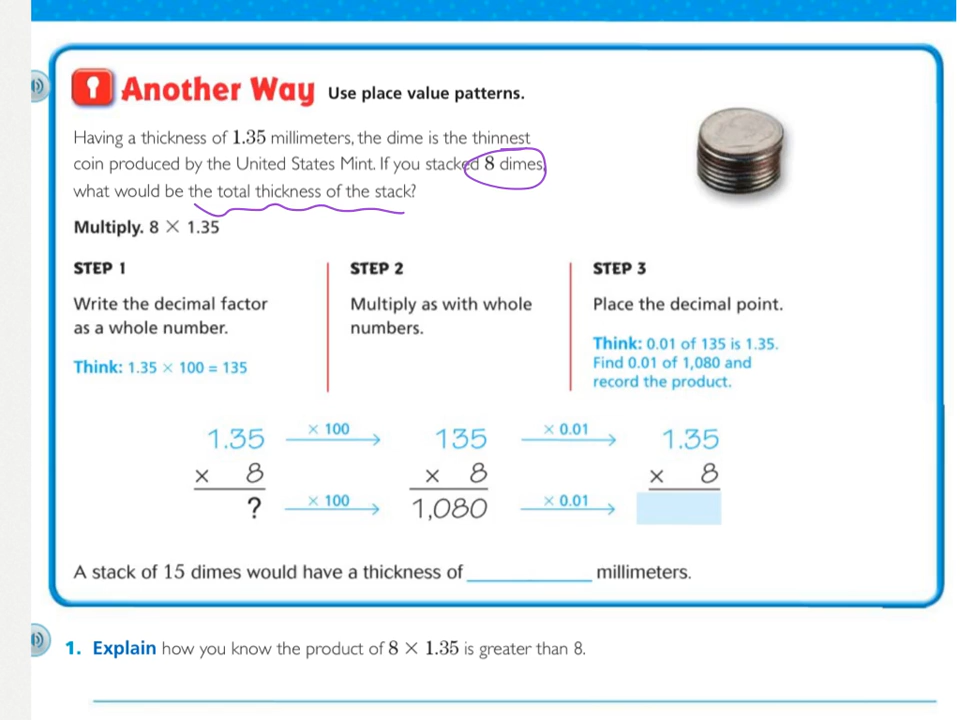 Another Way Use place value patterns.
Having a thickness of 1.35 millimeters, the dime is the thinnest
coin produced by the United States Mint. If you stacked 8 dimes,
what would be the total thickness of the stack?
Multiply. 8 × 1.35
STEP 1
Write the decimal factor
as a whole number.
Think: 1.35 × 100 = 135
STEP 2
Multiply as with whole
numbers.
STEP 3
Place the decimal point.
Think: 0.01 of 135 is 1.35.
Find 0.01 of 1,080 and
record the product.
1.35 × 100 135 × 0.01 1.35
× 8 × 8 × 8
? × 100 1,080 × 0.01
A stack of 15 dimes would have a thickness of ____________ millimeters.
1. Explain how you know the product of 8 × 1.35 is greater than 8.